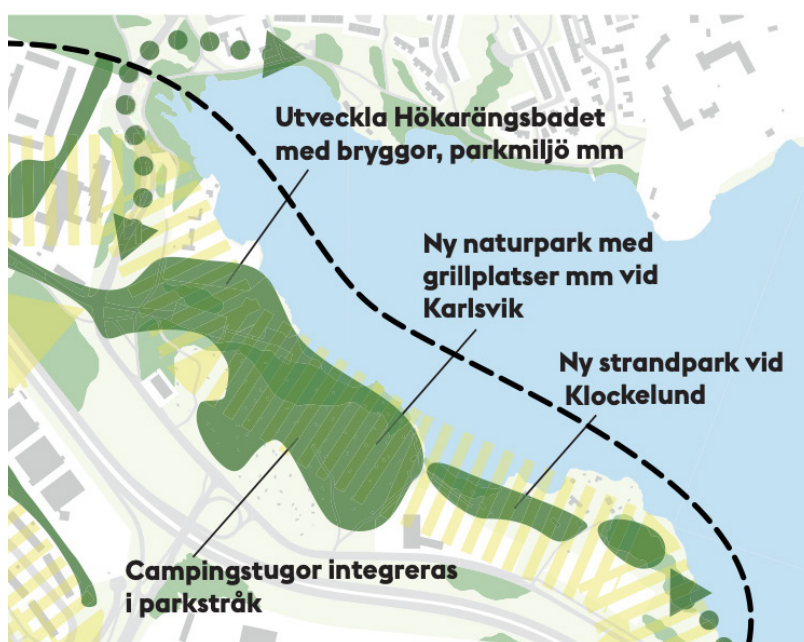 Utveckla Hökarängsbadet
med bryggor, parkmiljö mm
Ny naturpark med
grillplatser mm vid
Karlsvik
Ny strandpark vid
Klockelund
Campingstugor integreras
i parkstråk